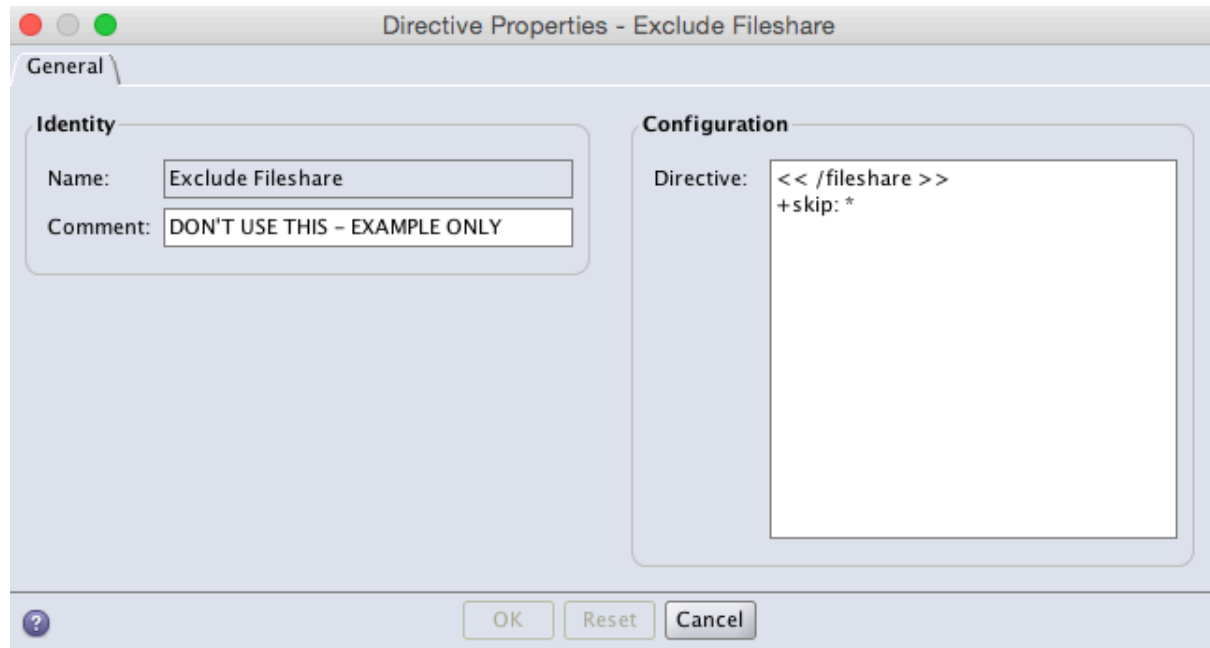 Directive Properties - Exclude Fileshare
General
Identity
Name: Exclude Fileshare
Comment: DON'T USE THIS – EXAMPLE ONLY
Configuration
Directive: << /fileshare >>
+skip: *
? OK Reset Cancel